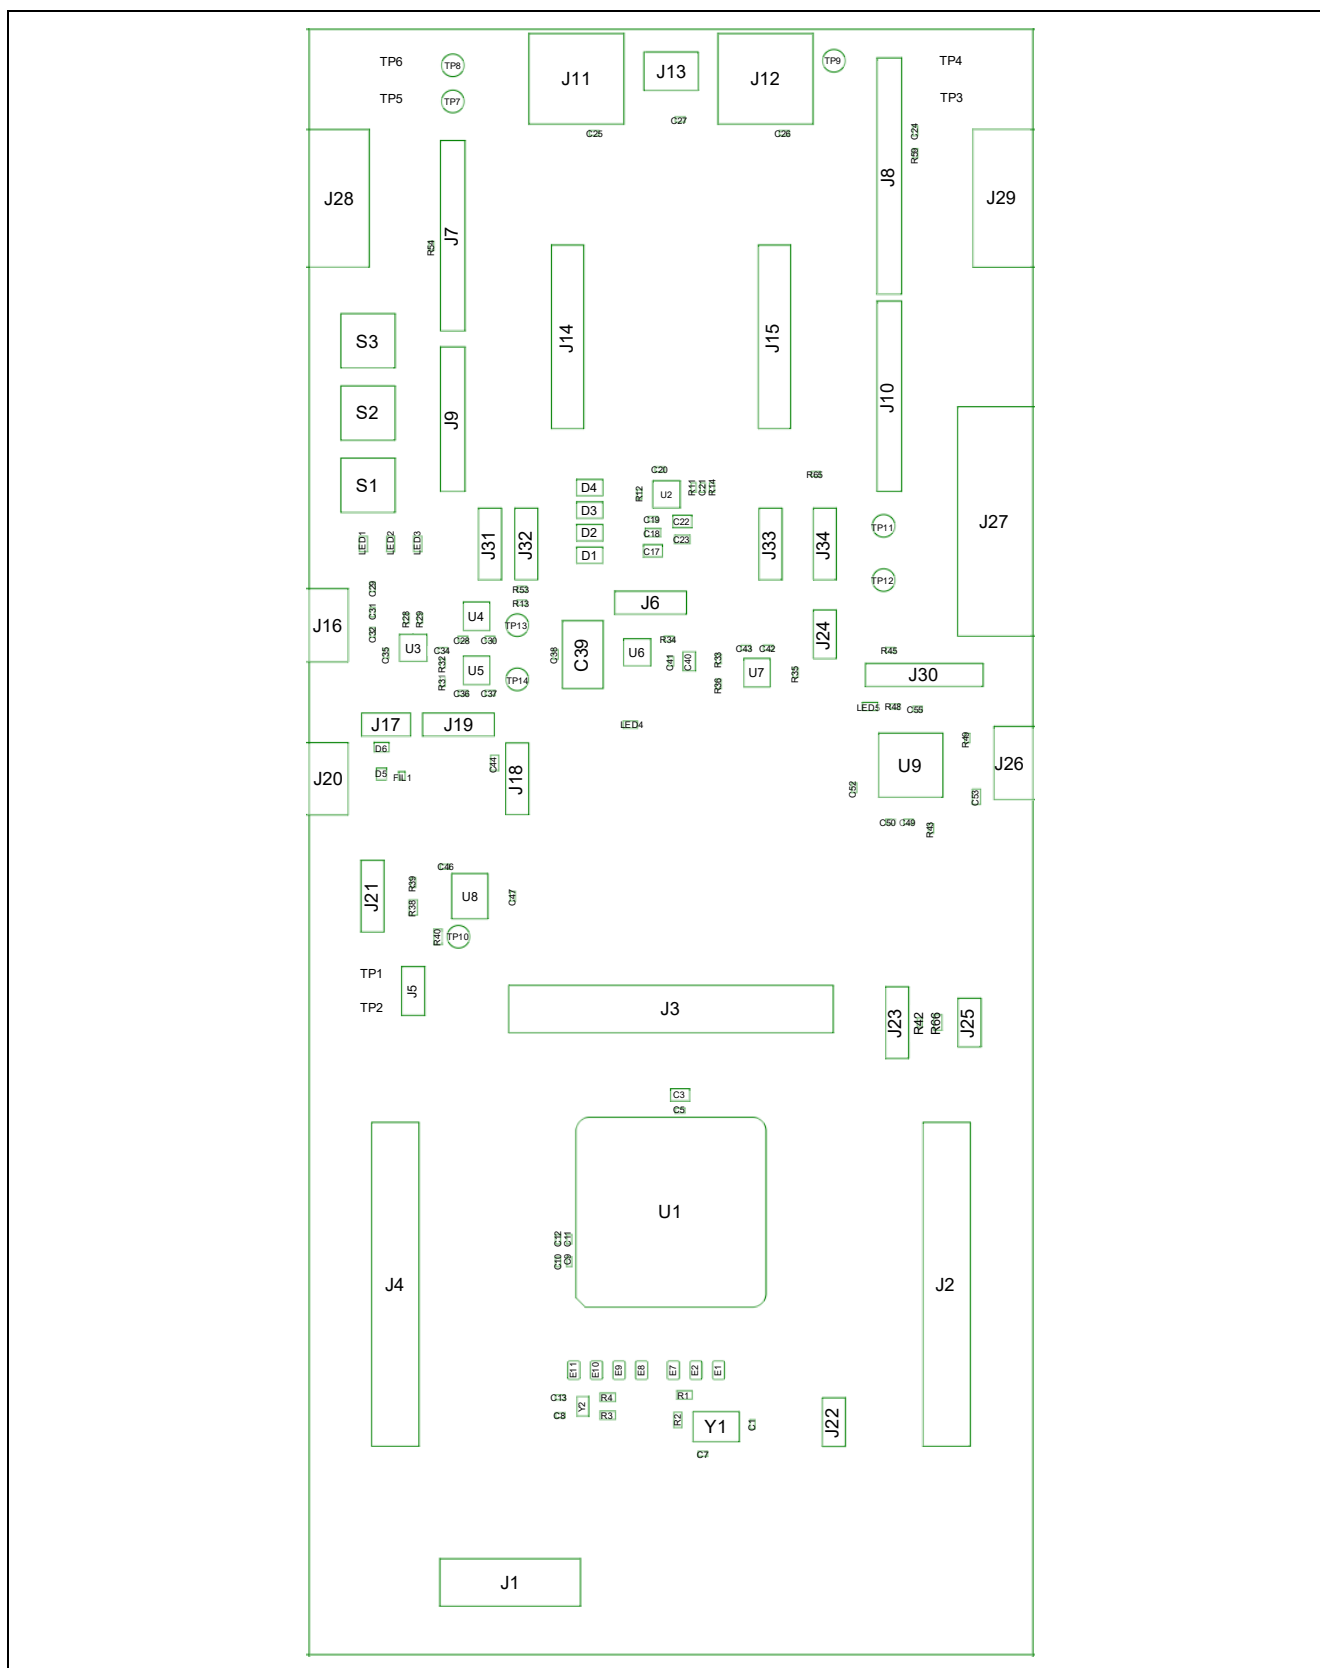 TP6 TP8 J11 J13 J12 TP9 TP4
TP5 TP7 TP3
C27
C25 C26 C24
R59
J28 J7 J8 J29
R54
S3 J14 J15
J10
S2 J9
C20 R65
S1 D4 R12 U2 R11 C21 R14
D3
C19 C22 J27
TP11
LED1 LED2 LED3 J31 J32 D2 C18 J33 J34
C23
D1 C17
TP12
C29 R53
R13 J6
C31 R28 R29 U4
J16 TP13 J24
C32 C28 C30 R34
C35 U3 C34 C38 C39 U6 C43 C42 R45
R32 C41 C40 R33
U5 U7 R35 J30
R31 TP14 R36
C36 C37
LED5 R48 C55
J17 J19 LED4
D6 R49
J20 D5 FIL1 C44 J18 U9 J26
C52 C53
C50 C49 R43
C46
R39
J21 U8 C47
R38
R40 TP10
TP1
J5
TP2 J3 J23 R42 R66 J25
C3
C5
U1
C12 C11
C10 C9
J4 J2
E11 E10 E9 E8 E7 E2 E1
C13 Y2 R4 R1
C8 R3 R2 Y1 C1 J22
C7
J1